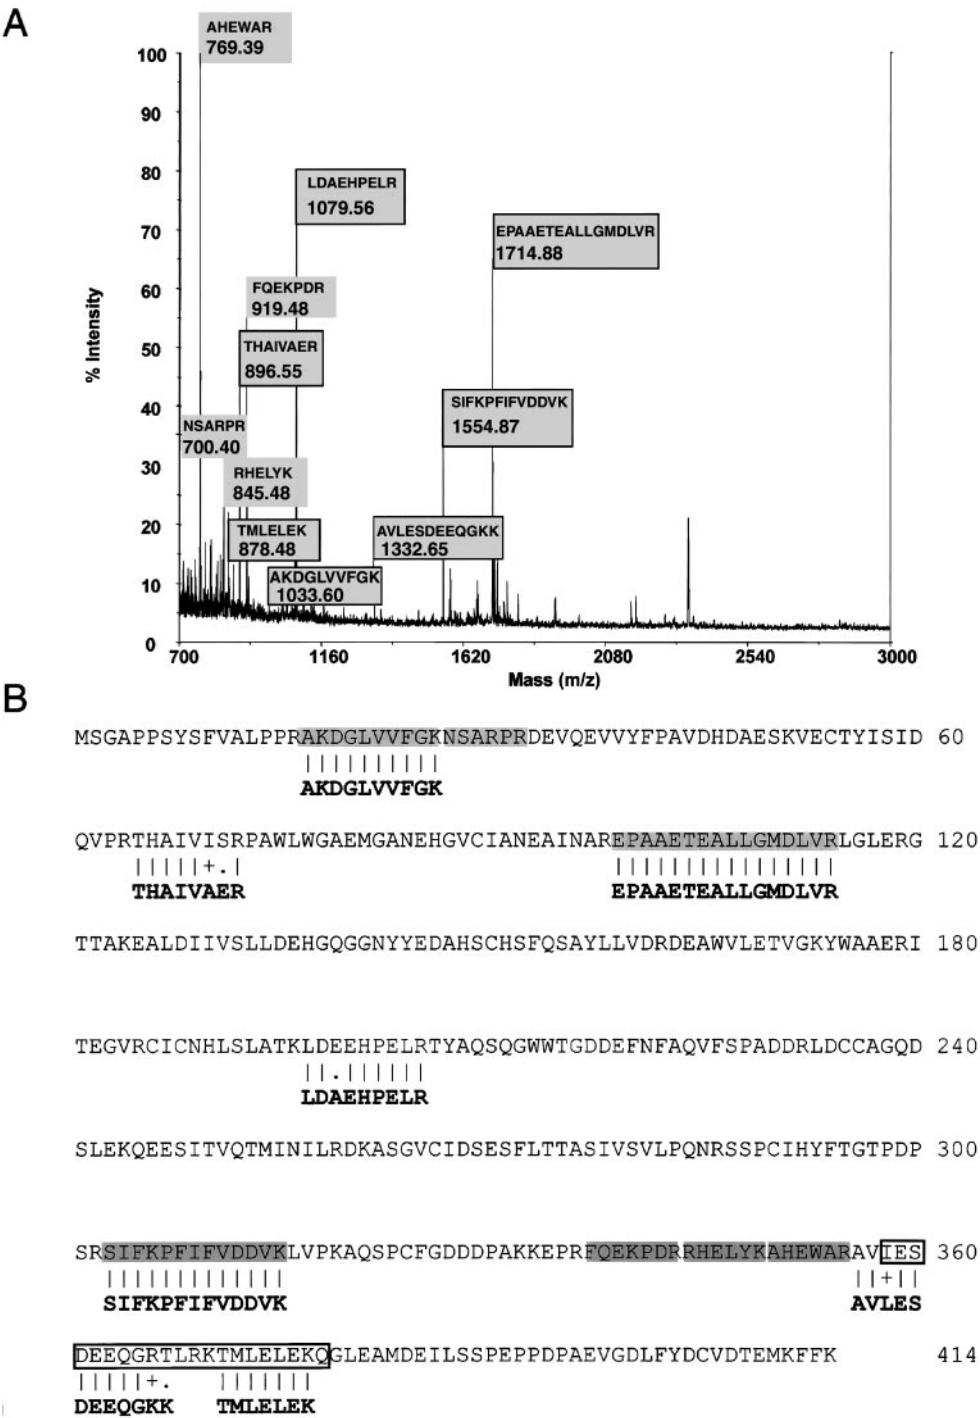 A
AHEWAR
769.39
100
90
80
70
60
50
40
30
20
10
0
% Intensity
LDAEHPELR
1079.56
EPAAETEALLGMDLVR
1714.88
FQEKPDR
919.48
THAIVAER
896.55
SIFKPFIFVDDVK
1554.87
NSARPR
700.40
RHELYK
845.48
TMLELEK
878.48
AVLESDEEQGKK
1332.65
AKDGLVVFGK
1033.60
700 1160 1620 2080 2540 3000
Mass (m/z)
B
MSGAPPSYSFVALPPRAKDGLVVFGKNSARPRDEVQEVVYFPAVDHDAESKVECTYISID 60
||||||||||
AKDGLVVFGK
QVPRTHAIVISRPAWLWGAEMGANEHGVCIANEAINAREPAAETEALLGMDLVRLGLERG 120
|||||+.| ||||||||||||||||
THAIVAER EPAAETEALLGMDLVR
TTAKEALDIIVSLLDEHGQGGNYYEDAHSCHSFQSAYLLVDRDEAWVLETVGKYWAAERI 180
TEGVRCICNHLSLATKLDEEHPELRTYAQSQGWWTGDDEFNFAQVFSPADDRLDCCAGQD 240
||.||||||
LDAEHPELR
SLEKQEESITVQTMINILRDKASGVCIDSESFLTTASIVSVLPQNRSSPCIHYFTGTPDP 300
SRSIFKPFIFVDDVKLVPKAQSPCFGDDDPAKKEPRFQEKPDRRHELYKAHEWARAVIES 360
||||||||||||| ||+||
SIFKPFIFVDDVK AVLES
DEEQGRTLRKTMLELEKQGLEAMDEILSSPEPPDPAEVGDLFYDCVDTEMKFFK 414
|||||+. |||||||
DEEQGKK TMLELEK